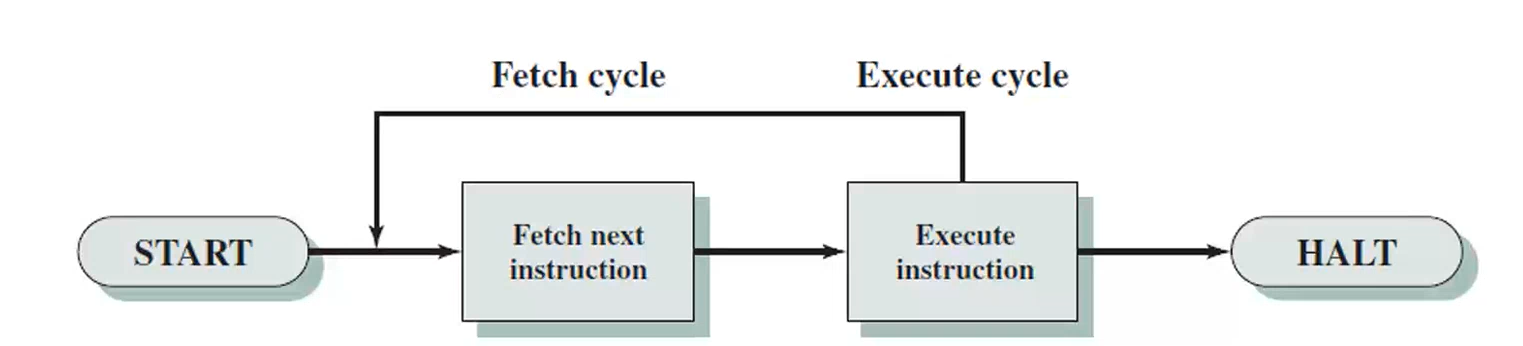 Fetch cycle
Execute cycle
START
Fetch next
instruction
Execute
instruction
HALT